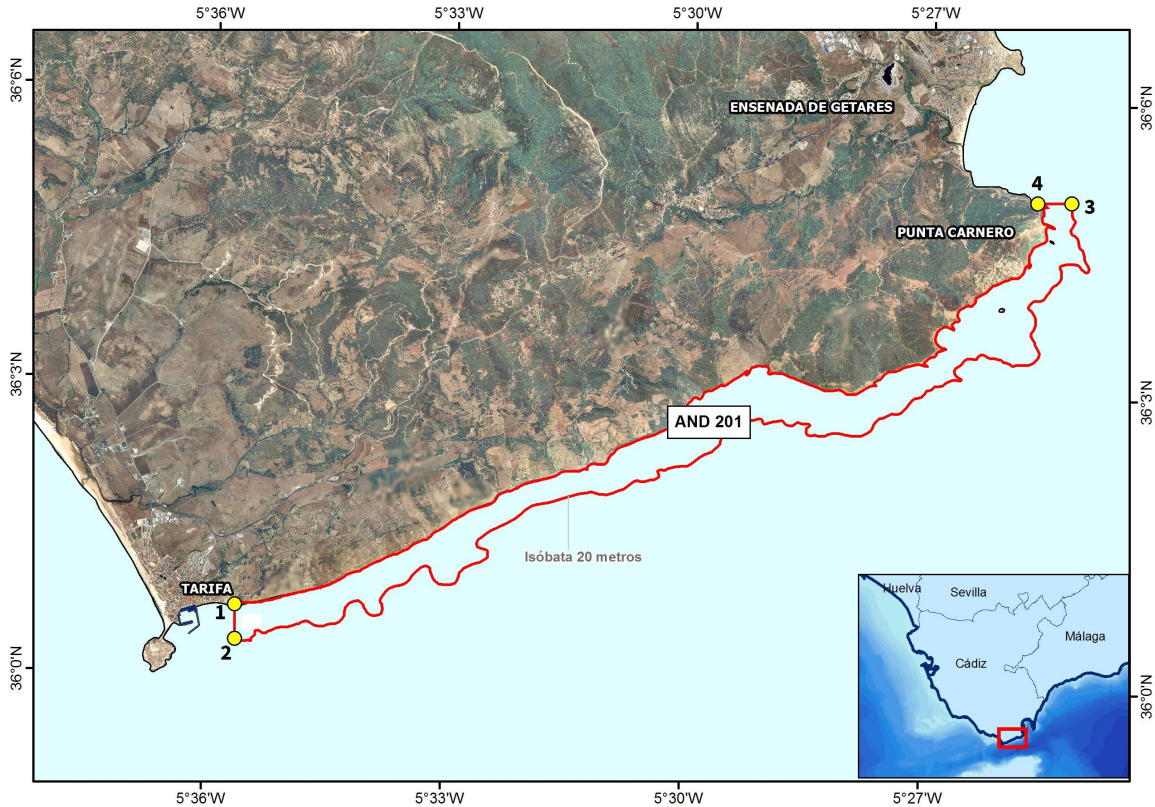 5°36'W 5°33'W 5°30'W 5°27'W
36°6'N
36°6'N
ENSENADA DE GETARES
4
3
PUNTA CARNERO
36°3'N
36°3'N
AND 201
Isóbata 20 metros
TARIFA
1
2
36°0'N
36°0'N
Huelva
Sevilla
Málaga
Cádiz
5°36'W 5°33'W 5°30'W 5°27'W